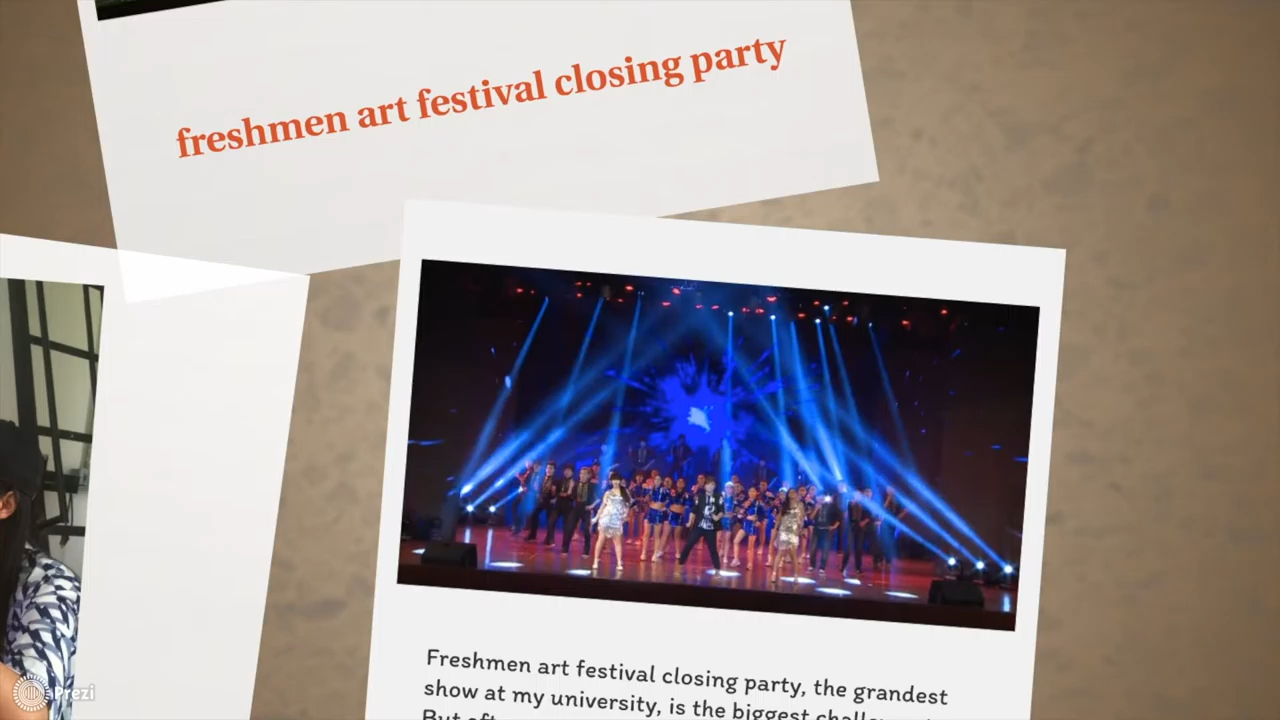 freshmen art festival closing party
Freshmen art festival closing party, the grandest
show at my university, is the biggest
But
Prezi